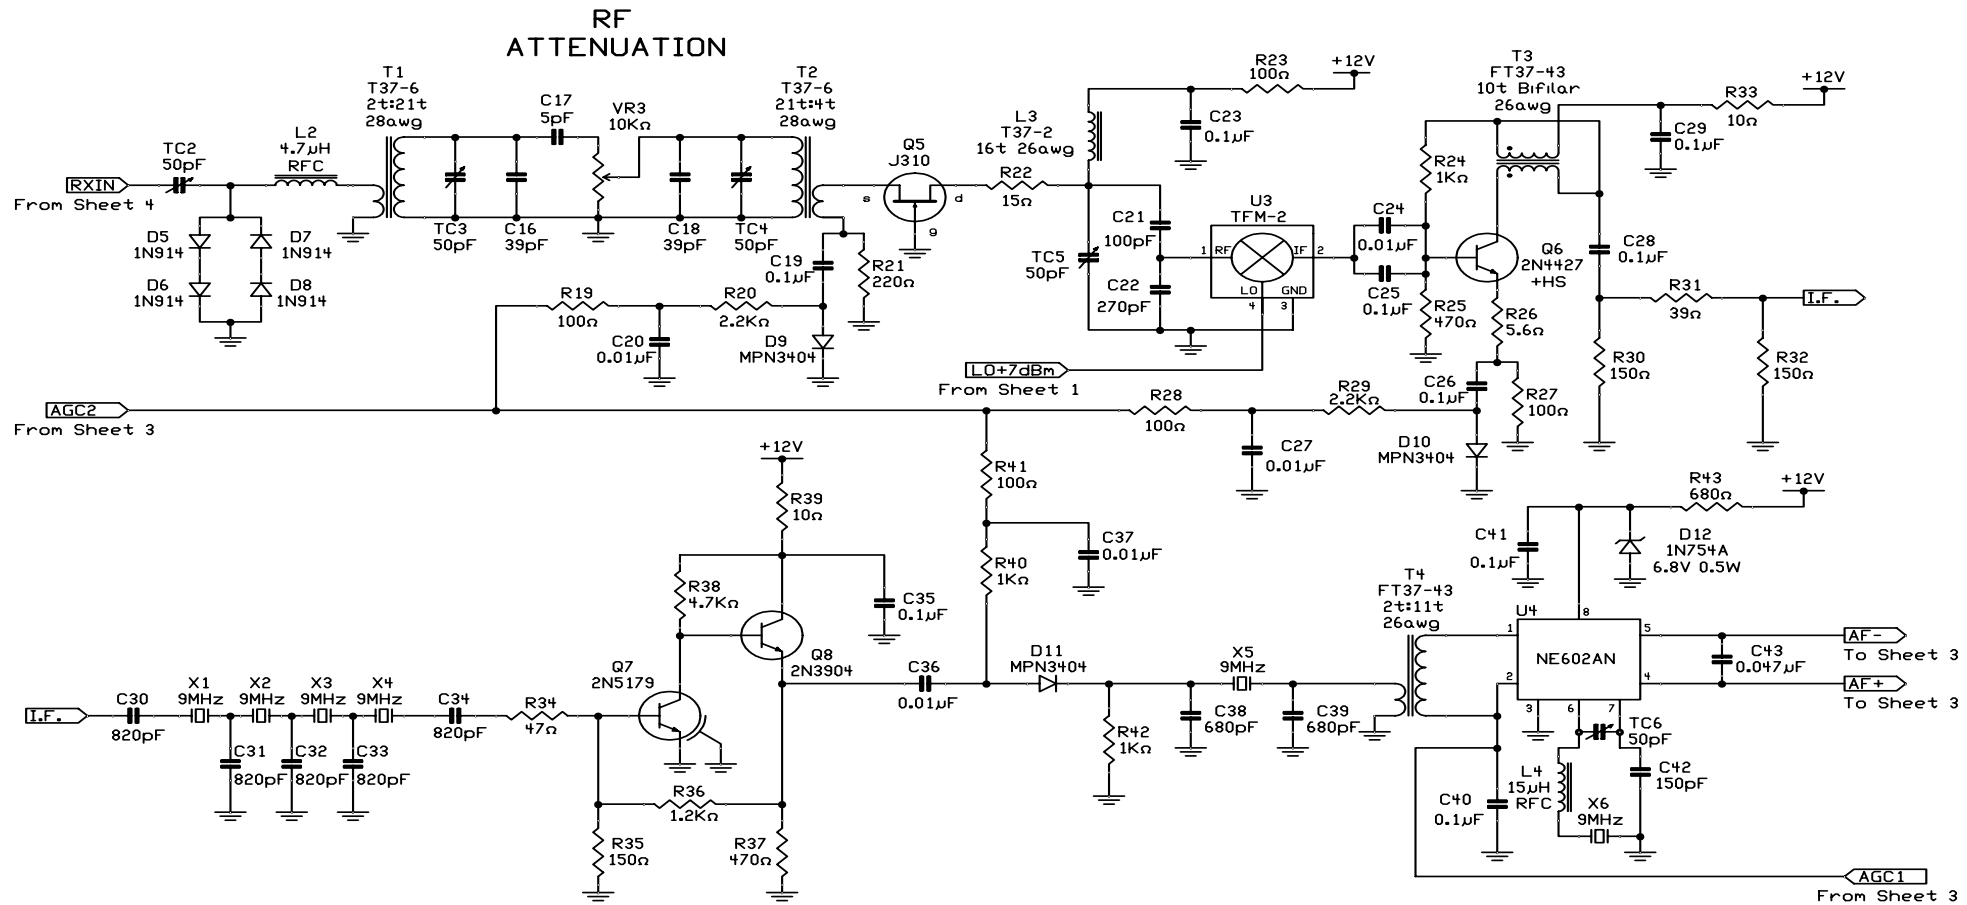 RF
ATTENUATION
T1
T37-6
2t:21t
28awg
T2
T37-6
21t:4t
28awg
C17
5pF
VR3
10KΩ
L2
4.7µH
RFC
TC2
50pF
RXIN
From Sheet 4
D5
1N914
D7
1N914
D6
1N914
D8
1N914
TC3
50pF
C16
39pF
C18
39pF
TC4
50pF
Q5
J310
s
d
g
C19
0.1µF
R21
220Ω
R19
100Ω
R20
2.2KΩ
C20
0.01µF
D9
MPN3404
R22
15Ω
L3
T37-2
16t 26awg
R23
100Ω
+12V
C23
0.1µF
C21
100pF
TC5
50pF
C22
270pF
U3
TFM-2
1
RF
IF
2
LO
GND
4
3
LO+7dBm
From Sheet 1
C24
0.01µF
C25
0.1µF
R24
1KΩ
R25
470Ω
T3
FT37-43
10t Bifilar
26awg
R33
10Ω
+12V
C29
0.1µF
Q6
2N4427
+HS
C28
0.1µF
R26
5.6Ω
R31
39Ω
I.F.
R30
150Ω
R32
150Ω
C26
0.1µF
R27
100Ω
R28
100Ω
R29
2.2KΩ
C27
0.01µF
D10
MPN3404
AGC2
From Sheet 3
+12V
R39
10Ω
R41
100Ω
R40
1KΩ
C37
0.01µF
R38
4.7KΩ
C35
0.1µF
Q8
2N3904
Q7
2N5179
C36
0.01µF
D11
MPN3404
X5
9MHz
I.F.
C30
820pF
X1
9MHz
X2
9MHz
X3
9MHz
X4
9MHz
C34
820pF
R34
47Ω
C31
820pF
C32
820pF
C33
820pF
R36
1.2KΩ
R35
150Ω
R37
470Ω
R42
1KΩ
C38
680pF
C39
680pF
T4
FT37-43
2t:11t
26awg
C41
0.1µF
R43
680Ω
+12V
D12
1N754A
6.8V 0.5W
U4
NE602AN
8
1
2
3
6
7
5
4
AF-
To Sheet 3
C43
0.047µF
AF+
To Sheet 3
TC6
50pF
L4
15µH
RFC
C42
150pF
X6
9MHz
C40
0.1µF
AGC1
From Sheet 3